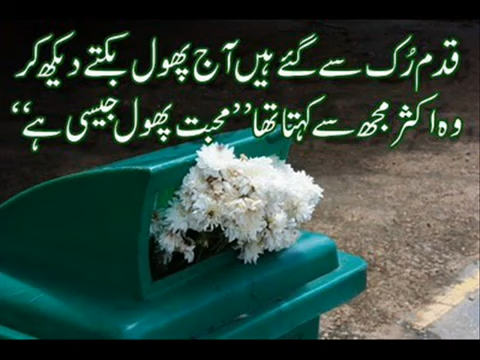 قدم رُک سے گئے ہیں آج پھول بکتے دیکھ کر
وہ اکثر مجھ سے کہتا تھا ’’محبت پھول جیسی ہے‘‘